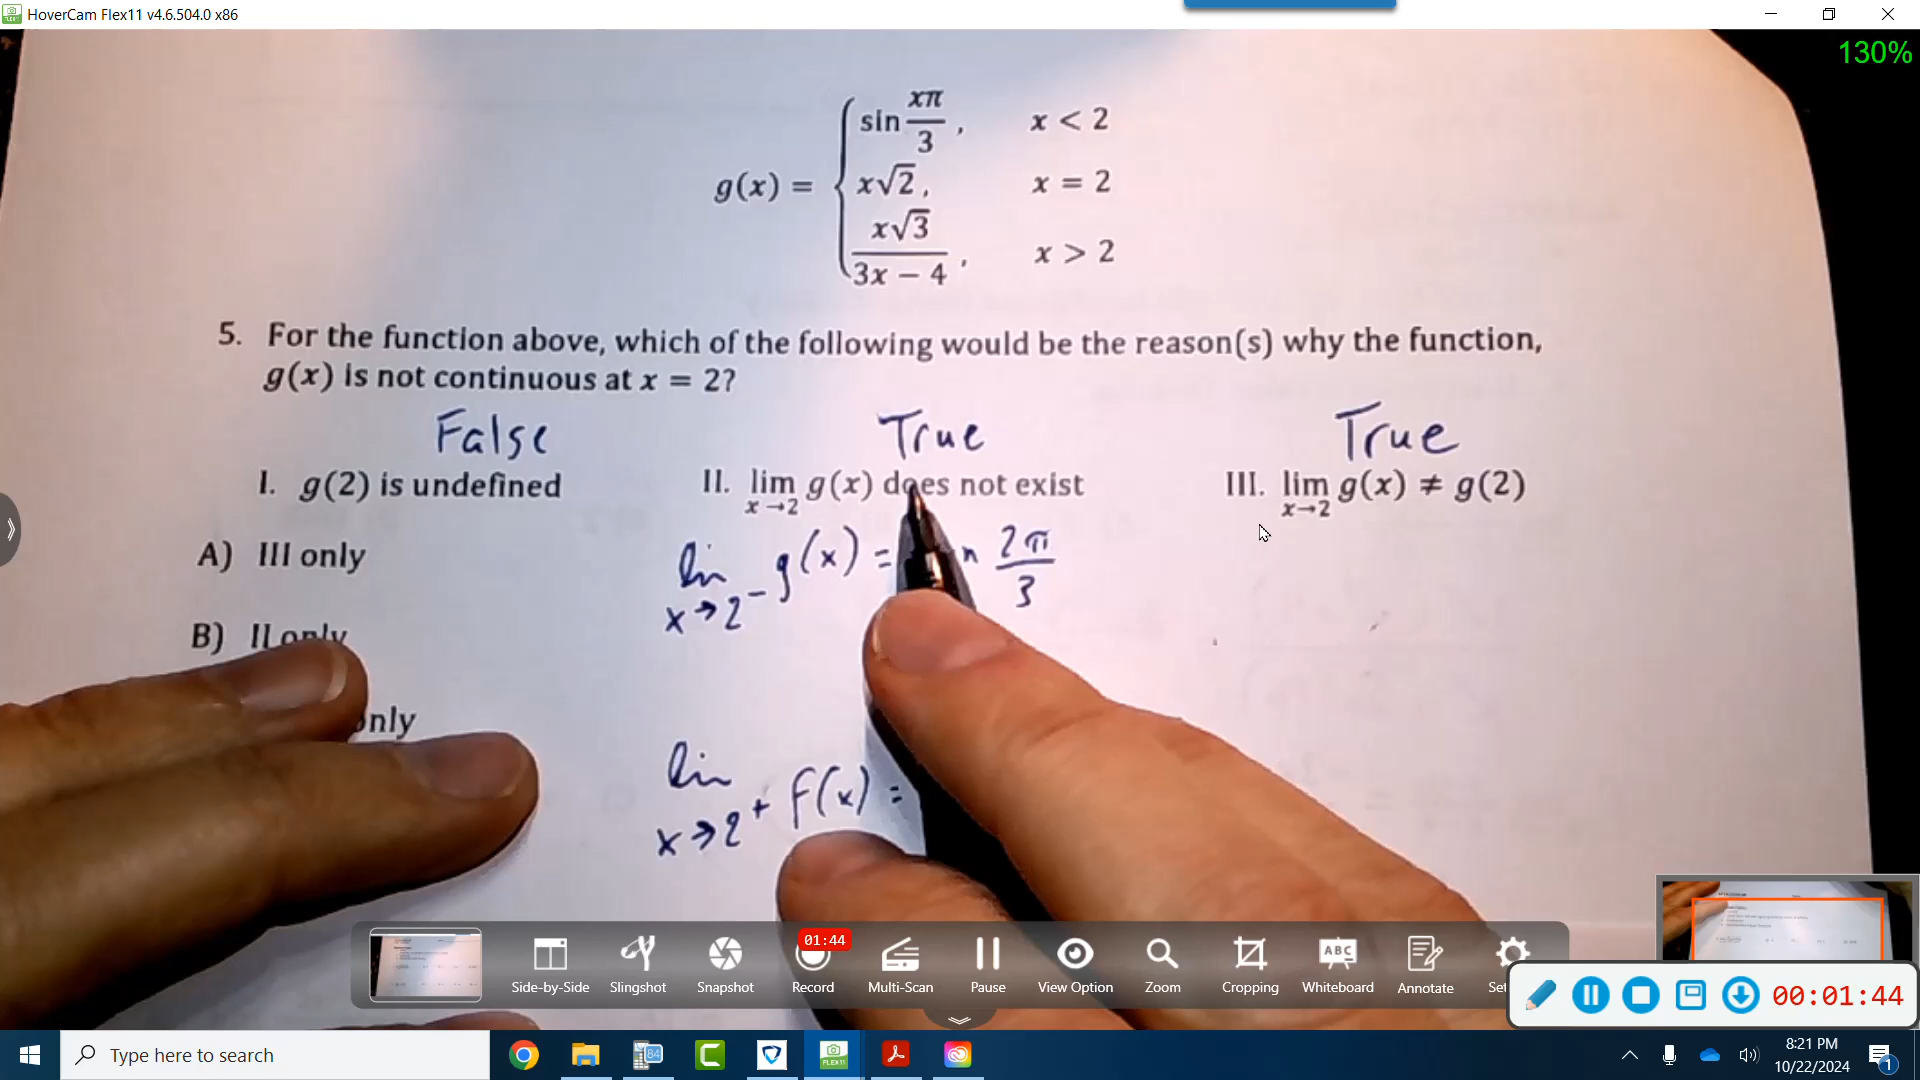 HoverCam Flex11 v4.6.504.0 x86
130%
g(x) = { sin xπ/3 , x < 2
x√2 , x = 2
x√3/(3x − 4) , x > 2
5. For the function above, which of the following would be the reason(s) why the function,
g(x) is not continuous at x = 2?
False True True
I. g(2) is undefined II. lim x→2 g(x) does not exist III. lim x→2 g(x) ≠ g(2)
lim x→2⁻ g(x) = 2π/3
A) III only
B) II only
only
lim x→2⁺ f(x) =
01:44
Side-by-Side Slingshot Snapshot Record Multi-Scan Pause View Option Zoom Cropping Whiteboard Annotate
ABC
00:01:44
Type here to search
84
FLEX11
8:21 PM
10/22/2024
1